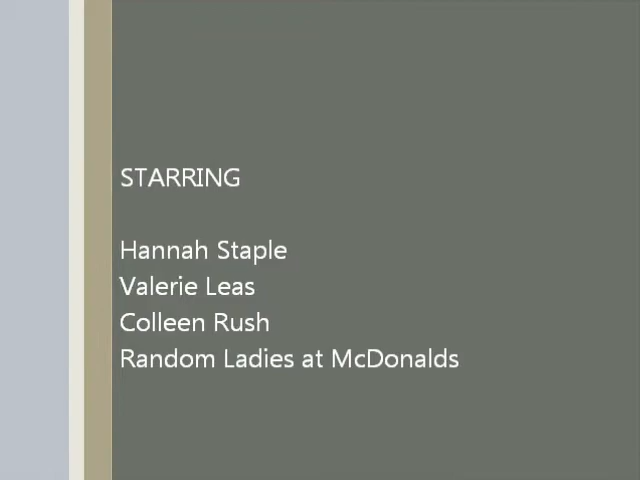 STARRING
Hannah Staple
Valerie Leas
Colleen Rush
Random Ladies at McDonalds